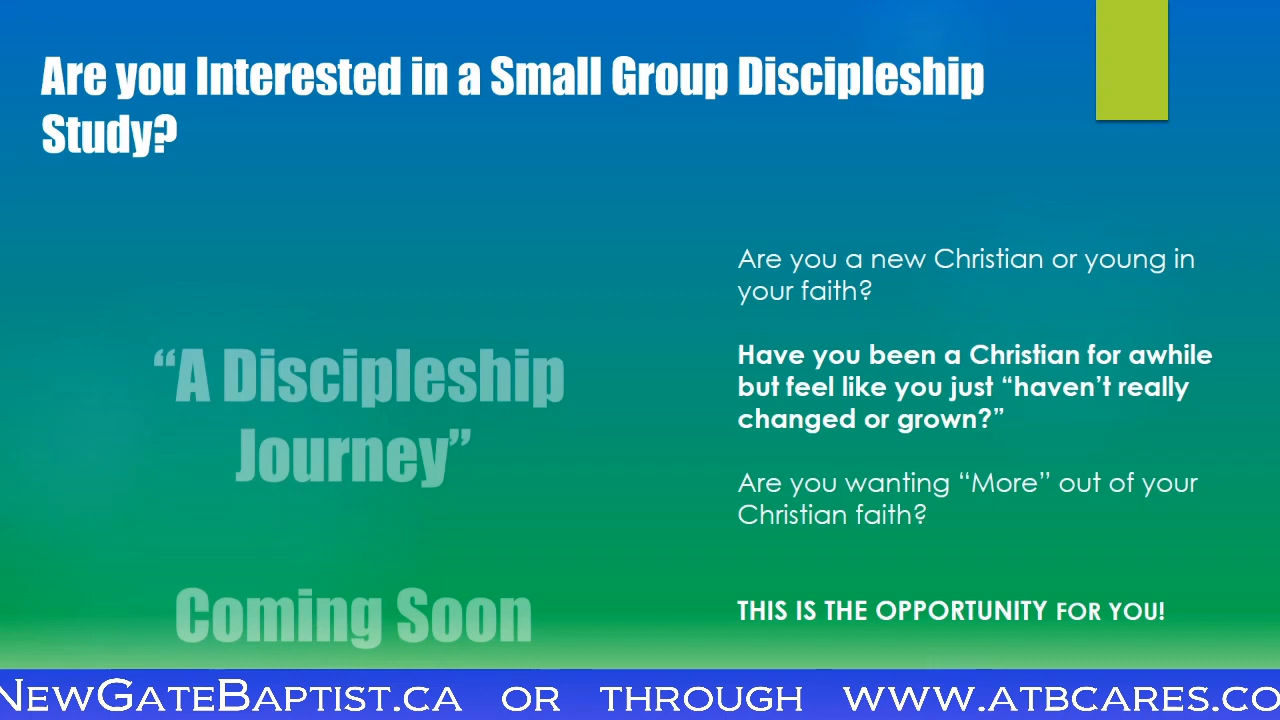 Are you Interested in a Small Group Discipleship
Study?
“A Discipleship
Journey”
Coming Soon
Are you a new Christian or young in
your faith?
Have you been a Christian for awhile
but feel like you just “haven’t really
changed or grown?”
Are you wanting “More” out of your
Christian faith?
THIS IS THE OPPORTUNITY FOR YOU!
NewGateBaptist.ca or through www.atbcares.co